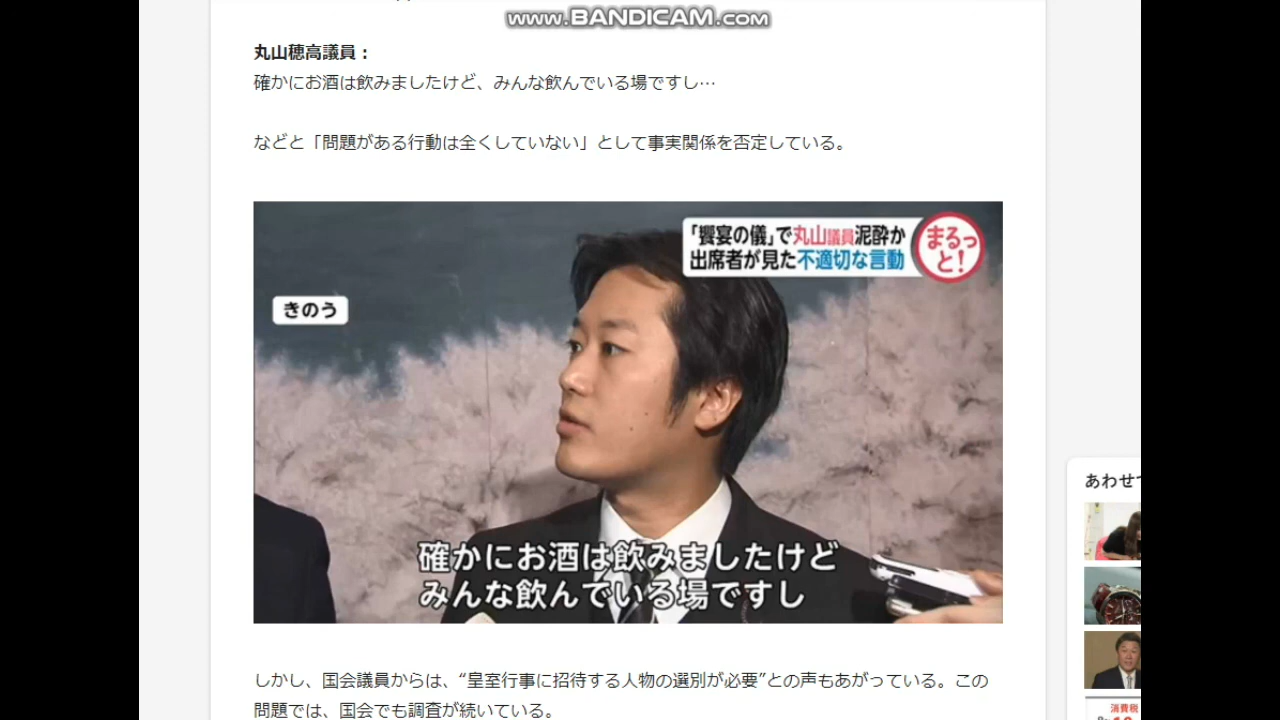 www.BANDICAM.com
丸山穂高議員：
確かにお酒は飲みましたけど、みんな飲んでいる場ですし…
などと「問題がある行動は全くしていない」として事実関係を否定している。
「饗宴の儀」で丸山議員泥酔か
出席者が見た不適切な言動
まるっと！
きのう
確かにお酒は飲みましたけど
みんな飲んでいる場ですし
あわせて
しかし、国会議員からは、“皇室行事に招待する人物の選別が必要”との声もあがっている。この
問題では、国会でも調査が続いている。
消費税